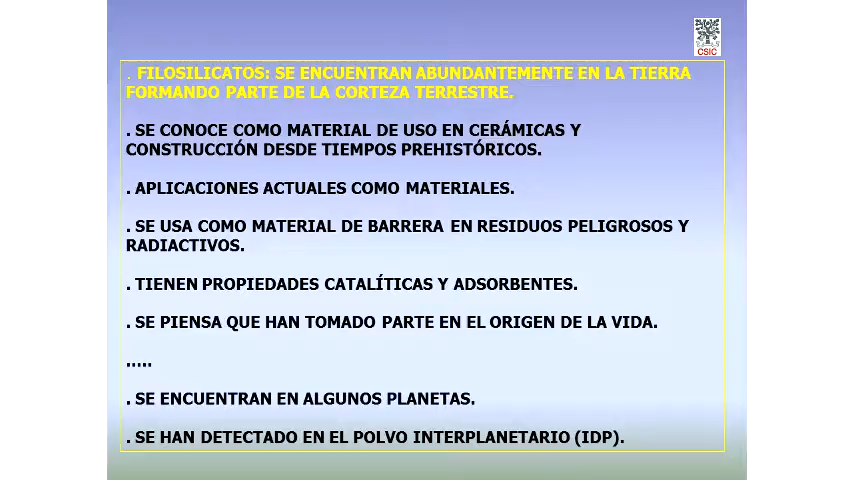 CSIC
. FILOSILICATOS: SE ENCUENTRAN ABUNDANTEMENTE EN LA TIERRA
FORMANDO PARTE DE LA CORTEZA TERRESTRE.
. SE CONOCE COMO MATERIAL DE USO EN CERÁMICAS Y
CONSTRUCCIÓN DESDE TIEMPOS PREHISTÓRICOS.
. APLICACIONES ACTUALES COMO MATERIALES.
. SE USA COMO MATERIAL DE BARRERA EN RESIDUOS PELIGROSOS Y
RADIACTIVOS.
. TIENEN PROPIEDADES CATALÍTICAS Y ADSORBENTES.
. SE PIENSA QUE HAN TOMADO PARTE EN EL ORIGEN DE LA VIDA.
.....
. SE ENCUENTRAN EN ALGUNOS PLANETAS.
. SE HAN DETECTADO EN EL POLVO INTERPLANETARIO (IDP).